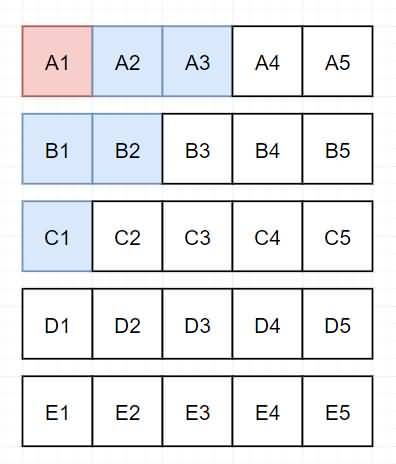 A1 A2 A3 A4 A5
B1 B2 B3 B4 B5
C1 C2 C3 C4 C5
D1 D2 D3 D4 D5
E1 E2 E3 E4 E5